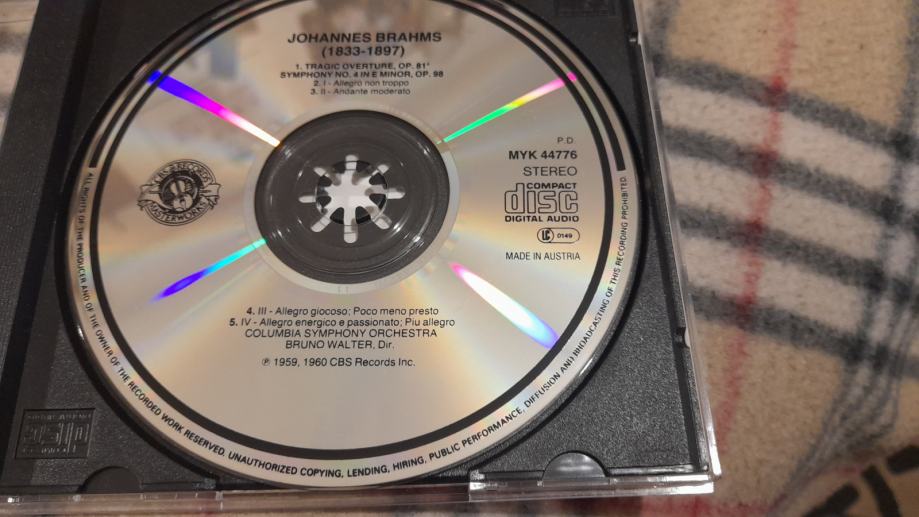 JOHANNES BRAHMS
(1833-1897)
1. TRAGIC OVERTURE, OP. 81*
SYMPHONY NO. 4 IN E MINOR, OP. 98
2. I - Allegro non troppo
3. II - Andante moderato
P.D.
MYK 44776
STEREO
COMPACT
disc
DIGITAL AUDIO
LC 0149
MADE IN AUSTRIA
CBS RECORDS
MASTERWORKS
4. III - Allegro giocoso; Poco meno presto
5. IV - Allegro energico e passionato; Piu allegro
COLUMBIA SYMPHONY ORCHESTRA
BRUNO WALTER, Dir.
℗ 1959, 1960 CBS Records Inc.
ALL RIGHTS OF THE PRODUCER AND OF THE OWNER OF THE RECORDED WORK RESERVED. UNAUTHORIZED COPYING, LENDING, HIRING, PUBLIC PERFORMANCE, DIFFUSION AND BROADCASTING OF THIS RECORDING PROHIBITED.